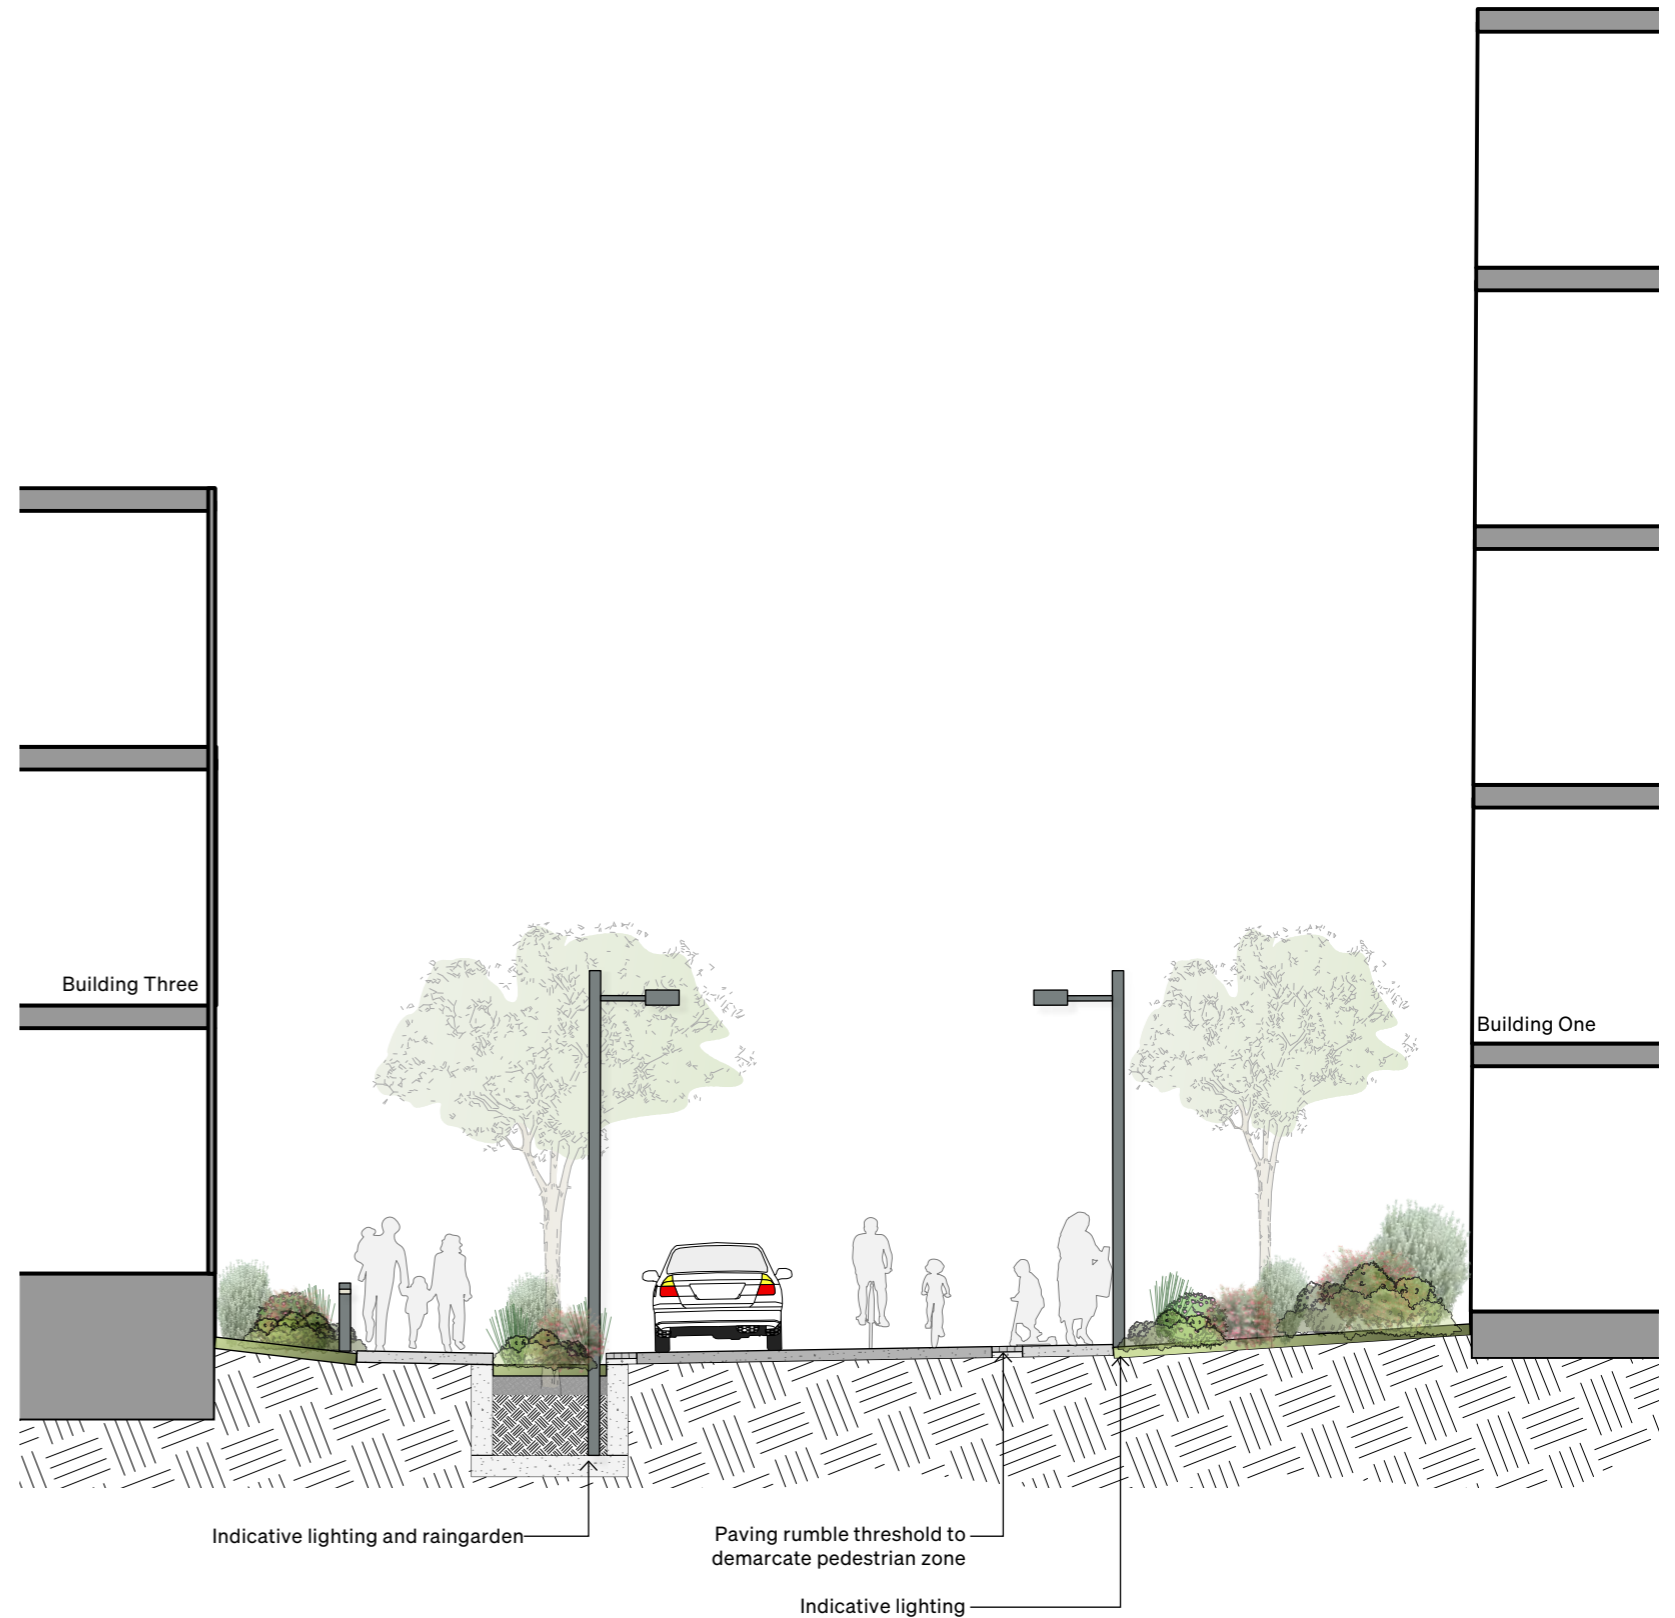 Building Three
Building One
Indicative lighting and raingarden
Paving rumble threshold to
demarcate pedestrian zone
Indicative lighting